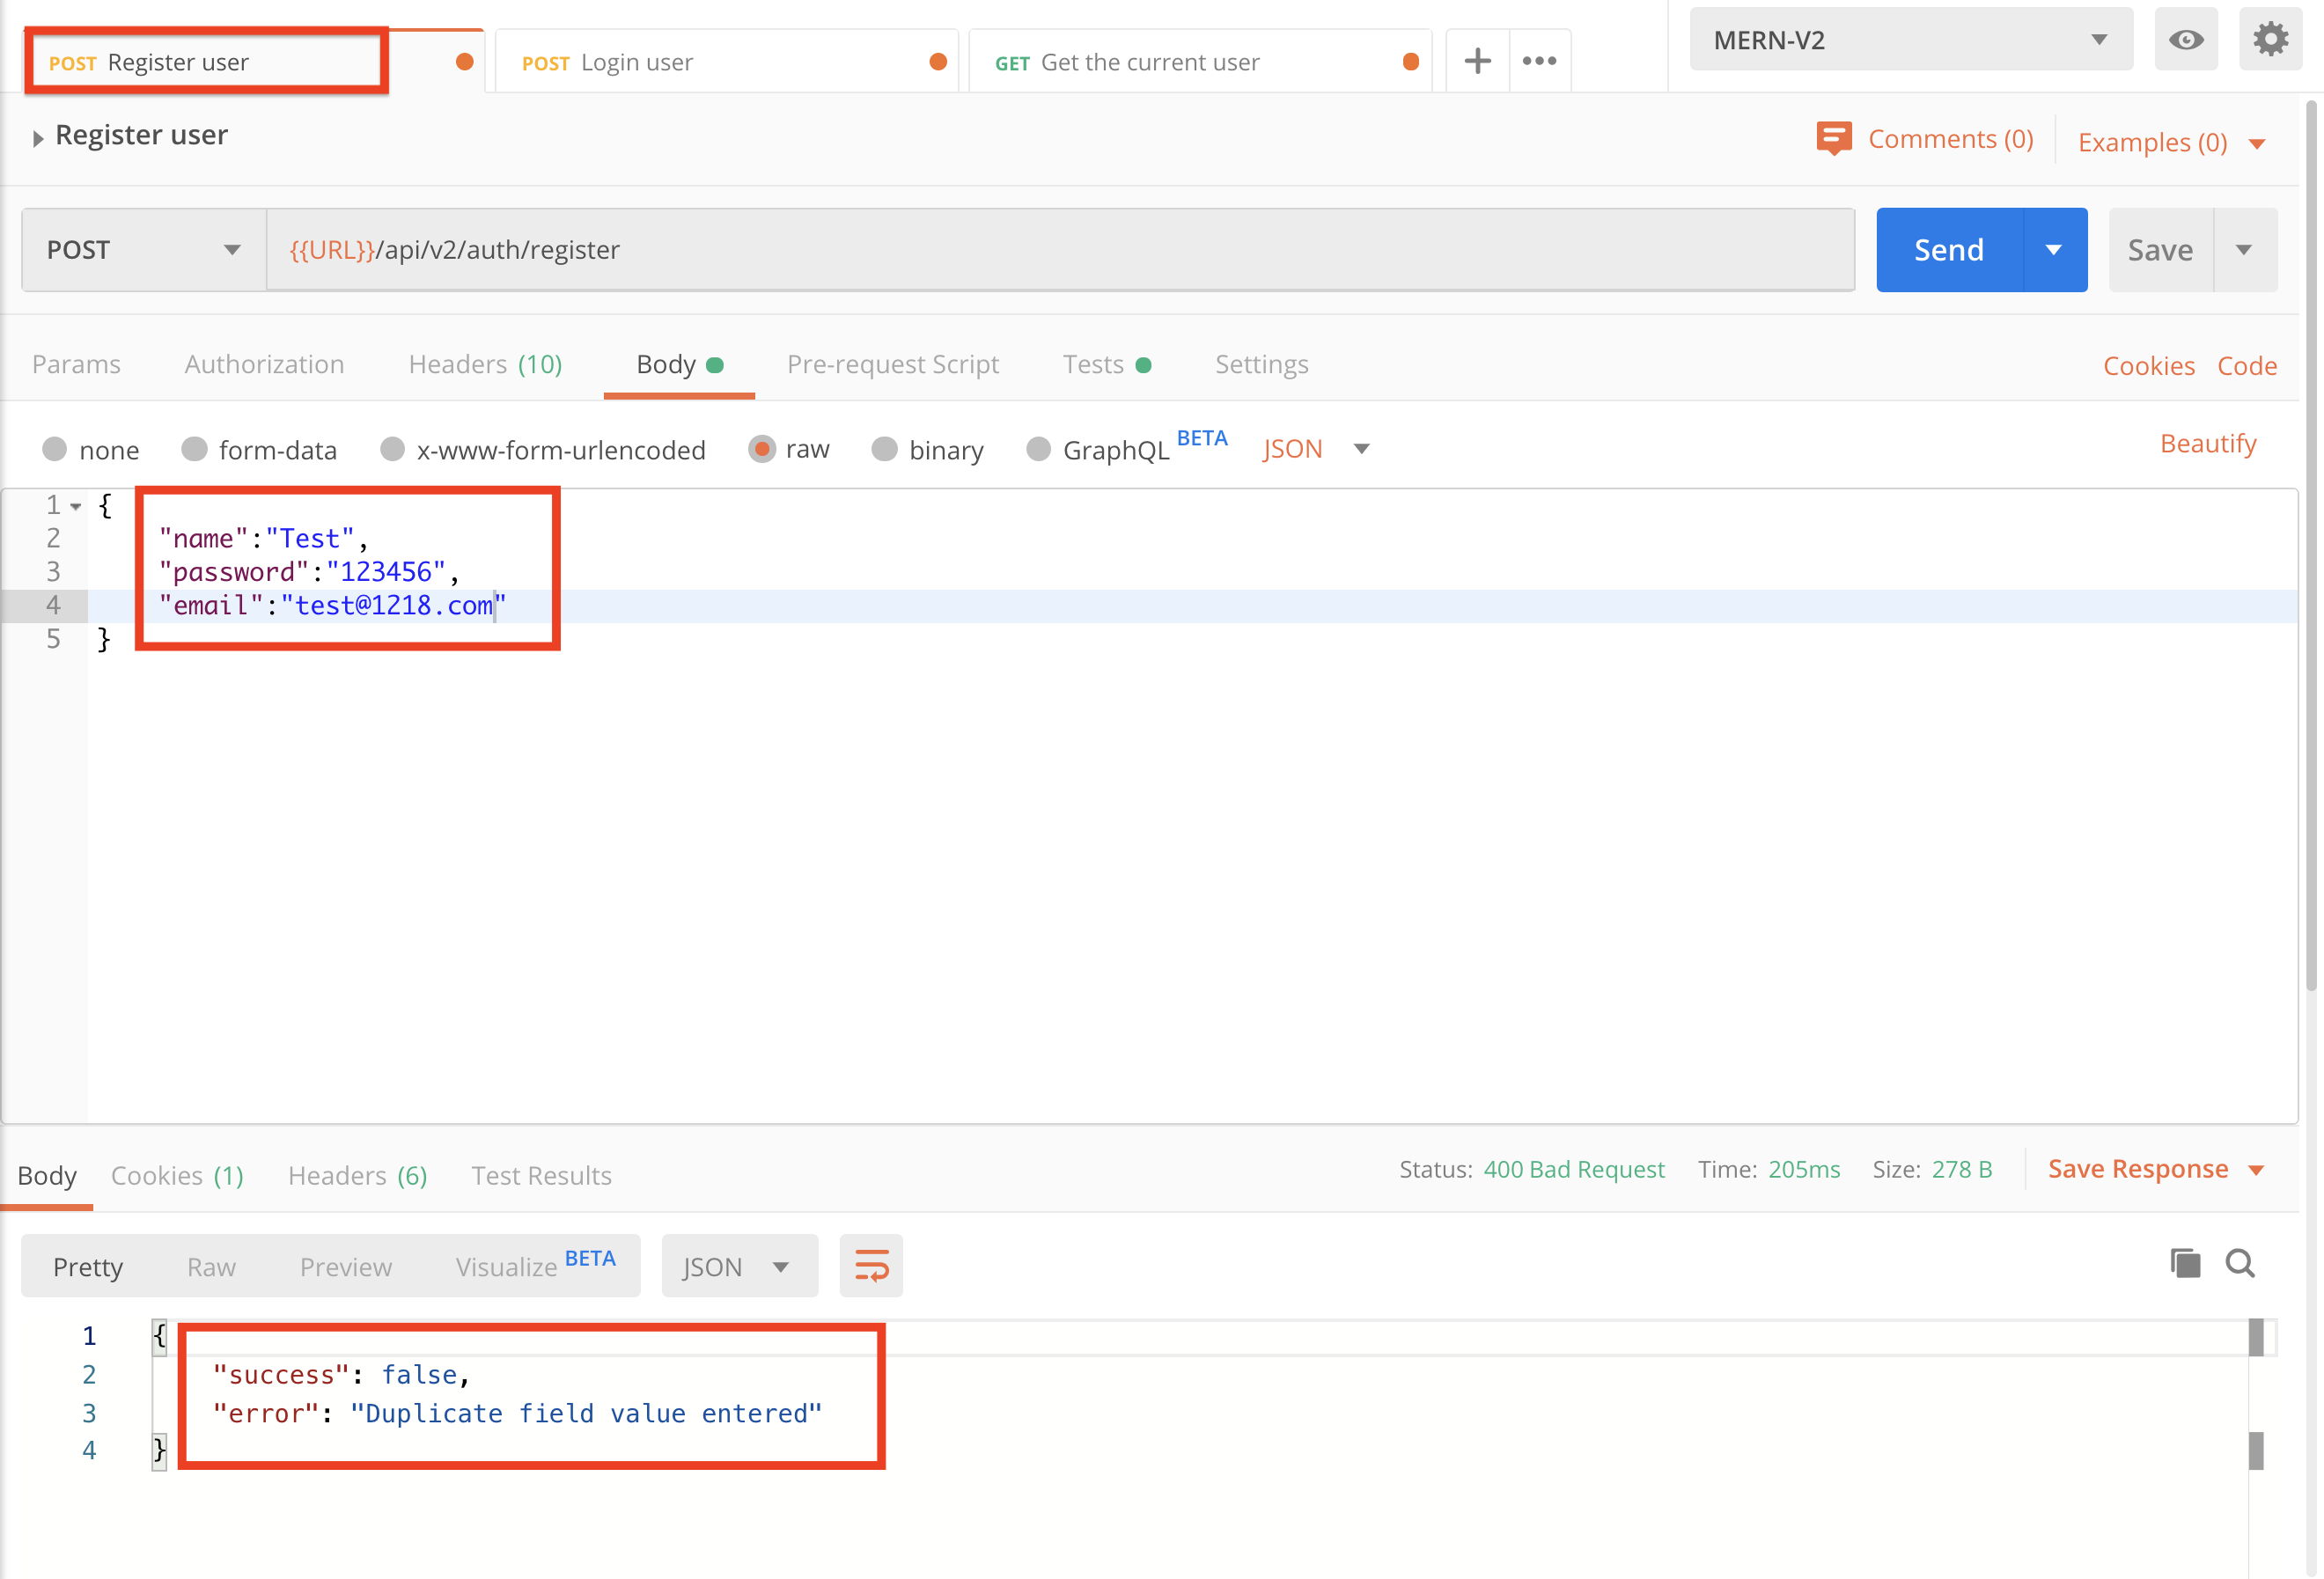 POST Register user
POST Login user
GET Get the current user
MERN-V2
Register user
Comments (0)
Examples (0)
POST
{{URL}}/api/v2/auth/register
Send
Save
Params
Authorization
Headers (10)
Body
Pre-request Script
Tests
Settings
Cookies
Code
none
form-data
x-www-form-urlencoded
raw
binary
GraphQL BETA
JSON
Beautify
1 {
2 "name":"Test",
3 "password":"123456",
4 "email":"test@1218.com"
5 }
Body
Cookies (1)
Headers (6)
Test Results
Status: 400 Bad Request
Time: 205ms
Size: 278 B
Save Response
Pretty
Raw
Preview
Visualize BETA
JSON
1 {
2 "success": false,
3 "error": "Duplicate field value entered"
4 }